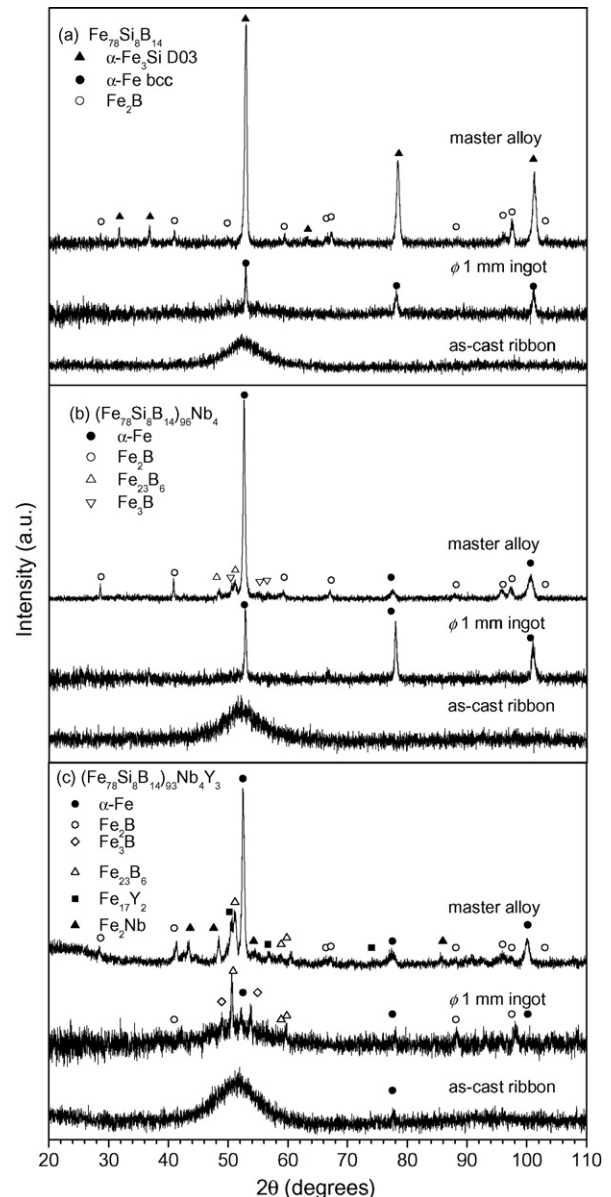 (a) Fe₇₈Si₈B₁₄
▲ α-Fe₃Si D03
● α-Fe bcc
○ Fe₂B
master alloy
ϕ 1 mm ingot
as-cast ribbon
(b) (Fe₇₈Si₈B₁₄)₉₆Nb₄
● α-Fe
○ Fe₂B
△ Fe₂₃B₆
▽ Fe₃B
master alloy
ϕ 1 mm ingot
as-cast ribbon
(c) (Fe₇₈Si₈B₁₄)₉₃Nb₄Y₃
● α-Fe
○ Fe₂B
◇ Fe₃B
△ Fe₂₃B₆
■ Fe₁₇Y₂
▲ Fe₂Nb
master alloy
ϕ 1 mm ingot
as-cast ribbon
Intensity (a.u.)
20 30 40 50 60 70 80 90 100 110
2θ (degrees)